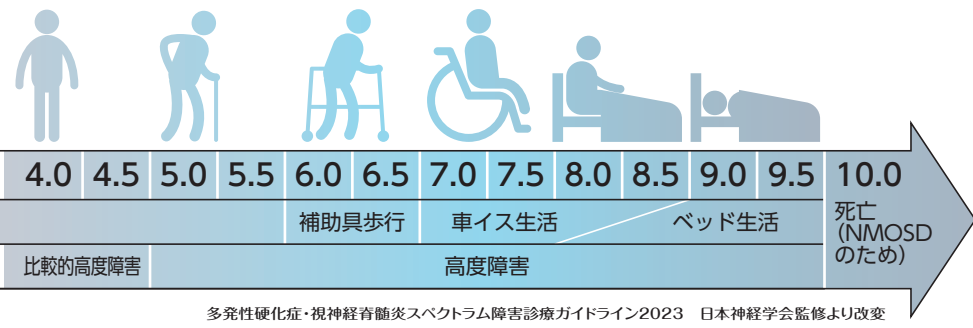 4.0 4.5 5.0 5.5 6.0 6.5 7.0 7.5 8.0 8.5 9.0 9.5 10.0
補助具歩行 車イス生活 ベッド生活
死亡
(NMOSD
のため)
比較的高度障害 高度障害
多発性硬化症・視神経脊髄炎スペクトラム障害診療ガイドライン2023 日本神経学会監修より改変